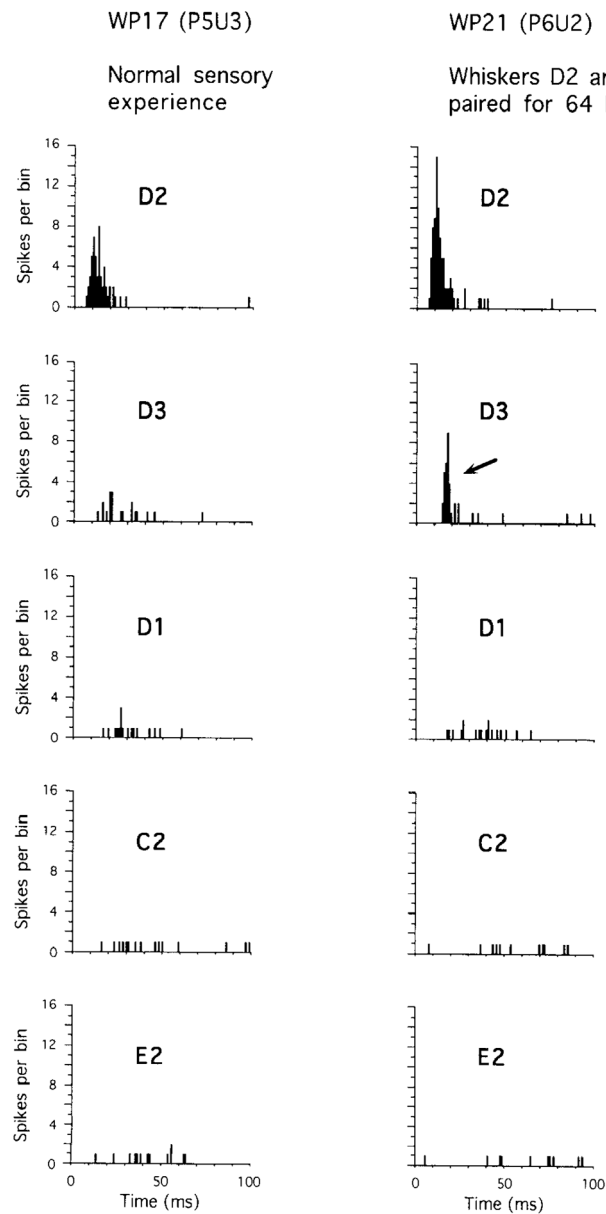 WP17 (P5U3)
WP21 (P6U2)
Normal sensory
experience
Whiskers D2
paired for 64
Spikes per bin
16
12
8
4
0
D2
D2
Spikes per bin
16
12
8
4
0
D3
D3
Spikes per bin
16
12
8
4
0
D1
D1
Spikes per bin
16
12
8
4
0
C2
C2
Spikes per bin
16
12
8
4
0
E2
E2
0
50
100
Time (ms)
0
50
100
Time (ms)